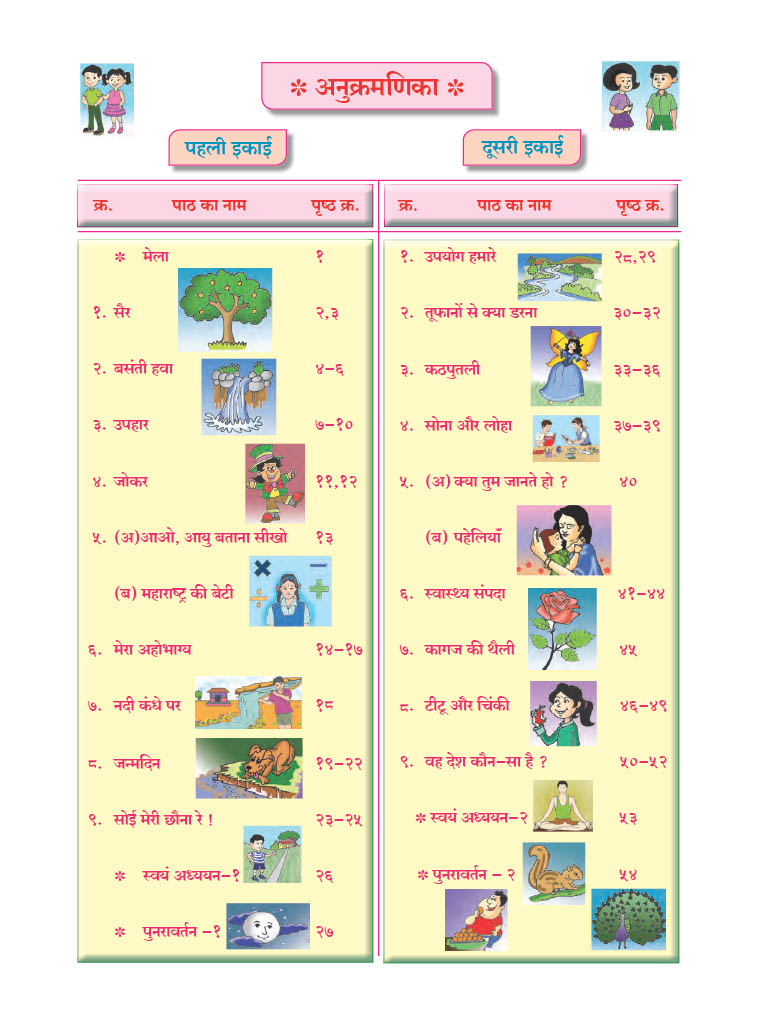 * अनुक्रमणिका *
पहली इकाई
क्र. पाठ का नाम पृष्ठ क्र.
* मेला १
१. सैर २,३
२. बसंती हवा ४-६
३. उपहार ७-१०
४. जोकर ११,१२
५. (अ)आओ, आयु बताना सीखो १३
(ब) महाराष्ट्र की बेटी
६. मेरा अहोभाग्य १४-१७
७. नदी कंधे पर १८
८. जन्मदिन १९-२२
९. सोई मेरी छौना रे ! २३-२५
* स्वयं अध्ययन-१ २६
* पुनरावर्तन -१ २७
दूसरी इकाई
क्र. पाठ का नाम पृष्ठ क्र.
१. उपयोग हमारे २८,२९
२. तूफानों से क्या डरना ३०-३२
३. कठपुतली ३३-३६
४. सोना और लोहा ३७-३९
५. (अ) क्या तुम जानते हो ? ४०
(ब) पहेलियाँ
६. स्वास्थ्य संपदा ४१-४४
७. कागज की थैली ४५
८. टीटू और चिंकी ४६-४९
९. वह देश कौन-सा है ? ५०-५२
* स्वयं अध्ययन-२ ५३
* पुनरावर्तन - २ ५४